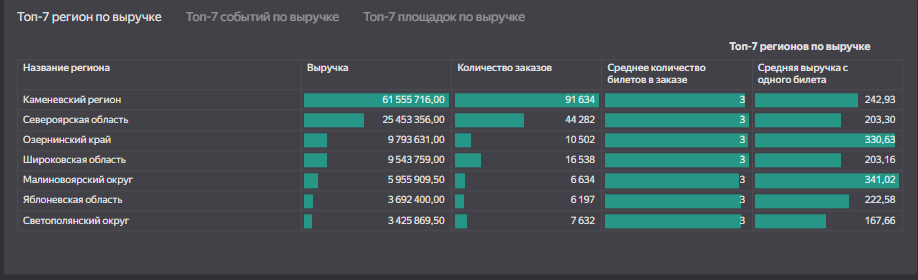 Топ-7 регион по выручке Топ-7 событий по выручке Топ-7 площадок по выручке
Топ-7 регионов по выручке
Название региона Выручка Количество заказов Среднее количество билетов в заказе Средняя выручка с одного билета
Каменевский регион 61 555 716,00 91 634 3 242,93
Североярская область 25 453 356,00 44 282 3 203,30
Озернинский край 9 793 631,00 10 502 3 330,63
Широковская область 9 543 759,00 16 538 3 203,16
Малиновоярский округ 5 955 909,50 6 634 3 341,02
Яблоневская область 3 692 400,00 6 197 3 222,58
Светополянский округ 3 425 869,50 7 632 3 167,66